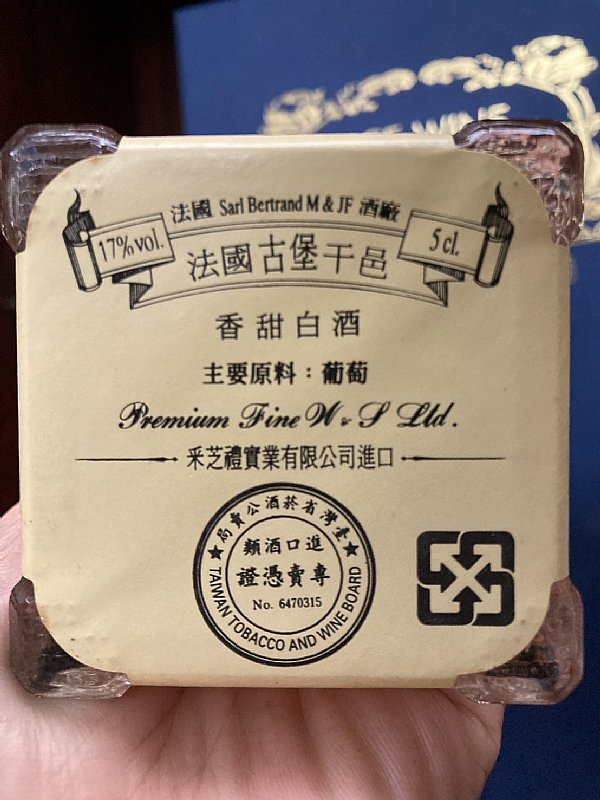 WINE
法國 Sarl Bertrand M & JF 酒廠
17% vol.
法國古堡干邑
5 cl.
香甜白酒
主要原料：葡萄
Premium Fine W & S Ltd.
采芝禮實業有限公司進口
臺灣省菸酒公賣局
進口酒類
專賣憑證
No. 6470315
TAIWAN TOBACCO AND WINE BOARD